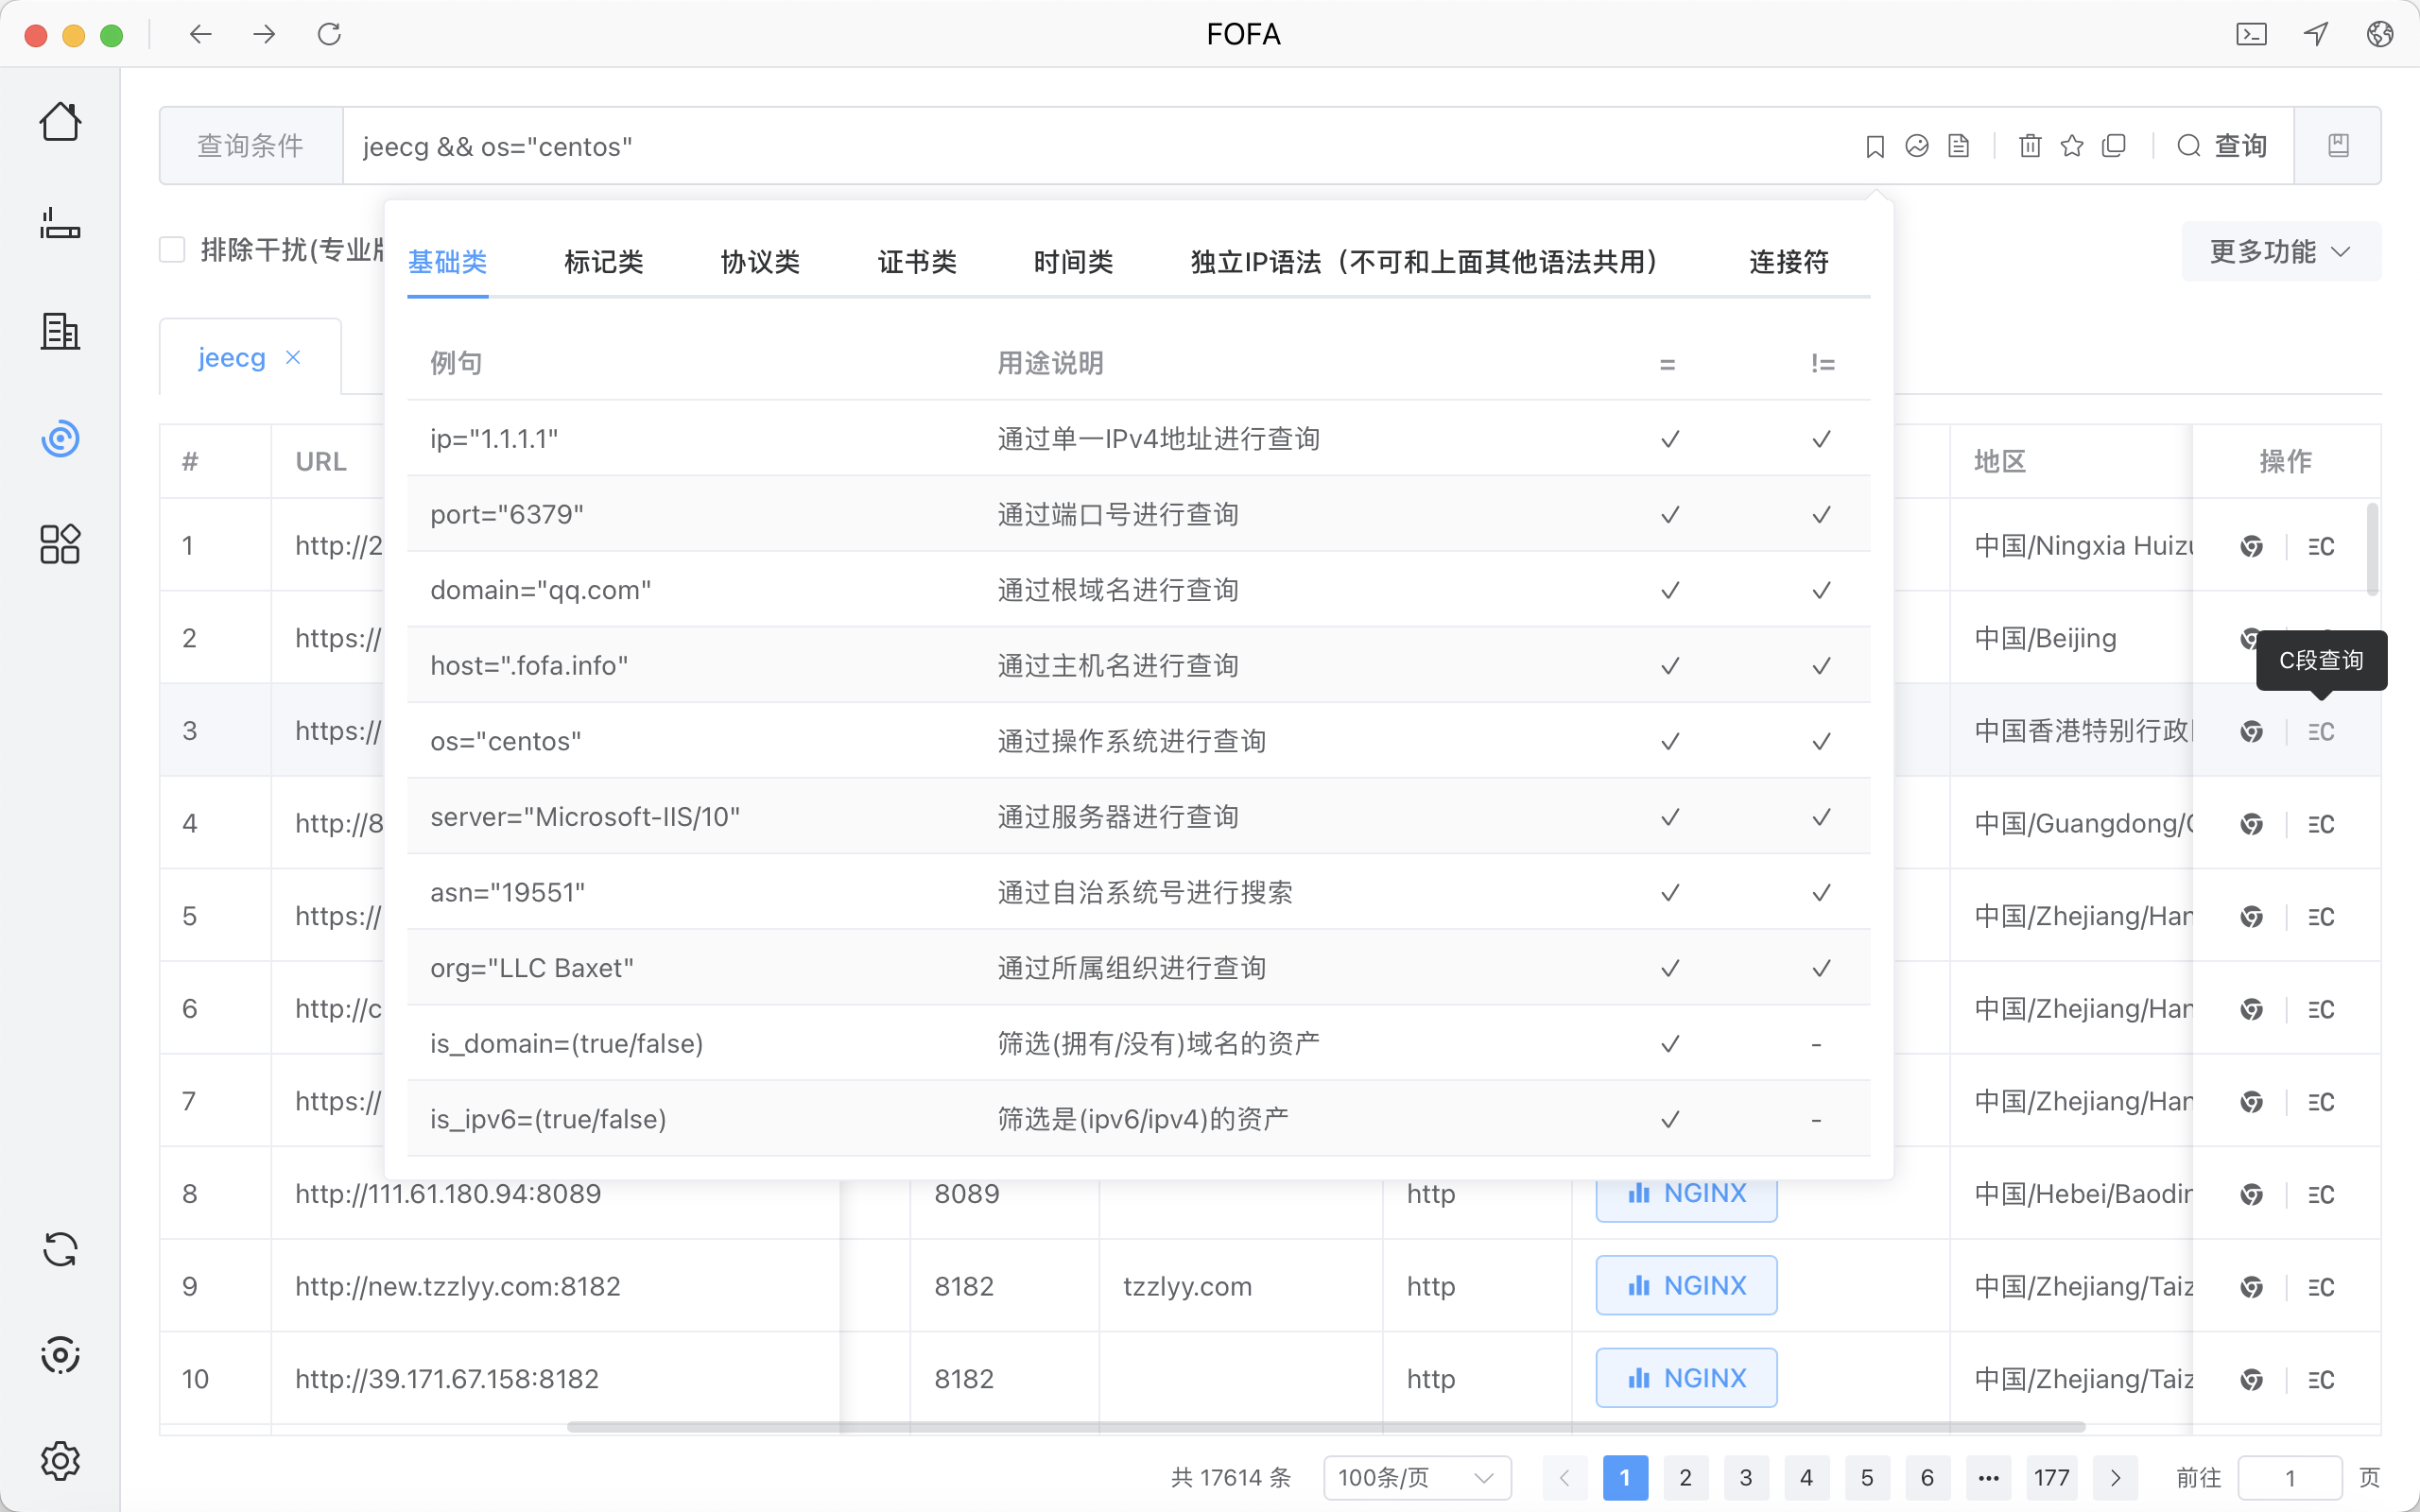 FOFA
查询条件 jeecg && os="centos" 查询
排除干扰(专业版 更多功能
基础类 标记类 协议类 证书类 时间类 独立IP语法（不可和上面其他语法共用） 连接符
jeecg
例句 用途说明 = !=
ip="1.1.1.1" 通过单一IPv4地址进行查询
port="6379" 通过端口号进行查询
domain="qq.com" 通过根域名进行查询
host=".fofa.info" 通过主机名进行查询
os="centos" 通过操作系统进行查询
server="Microsoft-IIS/10" 通过服务器进行查询
asn="19551" 通过自治系统号进行搜索
org="LLC Baxet" 通过所属组织进行查询
is_domain=(true/false) 筛选(拥有/没有)域名的资产 -
is_ipv6=(true/false) 筛选是(ipv6/ipv4)的资产 -
# URL 地区 操作
1 http://2 中国/Ningxia Huizu C
2 https:// 中国/Beijing
C段查询
3 https:// 中国香港特别行政 C
4 http://8 中国/Guangdong/ C
5 https:// 中国/Zhejiang/Han C
6 http://c 中国/Zhejiang/Han C
7 https:// 中国/Zhejiang/Han C
8 http://111.61.180.94:8089 8089 http NGINX 中国/Hebei/Baodin C
9 http://new.tzzlyy.com:8182 8182 tzzlyy.com http NGINX 中国/Zhejiang/Taiz C
10 http://39.171.67.158:8182 8182 http NGINX 中国/Zhejiang/Taiz C
共 17614 条 100条/页 1 2 3 4 5 6 ••• 177 前往 1 页